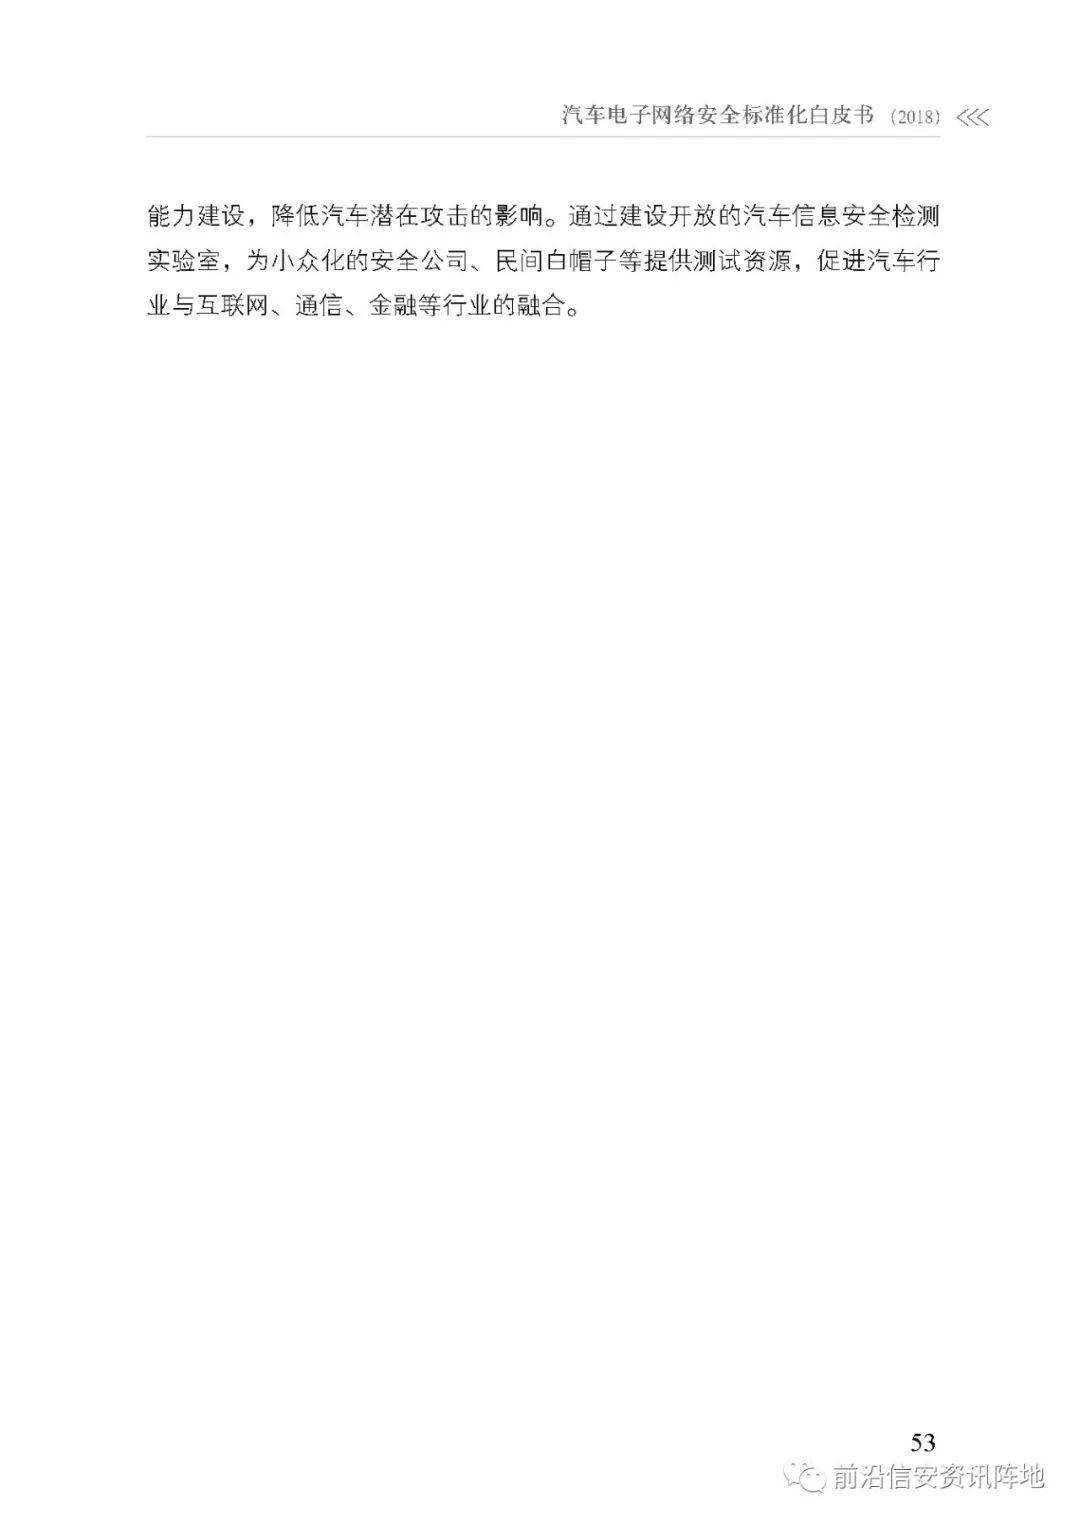 汽车电子网络安全标准化白皮书 (2018)
能力建设，降低汽车潜在攻击的影响。通过建设开放的汽车信息安全检测
实验室，为小众化的安全公司、民间白帽子等提供测试资源，促进汽车行
业与互联网、通信、金融等行业的融合。
53
前沿信安资讯阵地